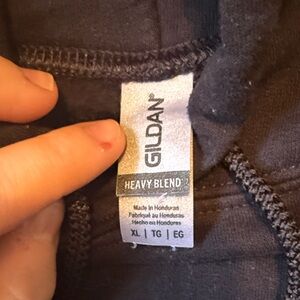 GILDAN®
HEAVY BLEND
Made in Honduras
Fabriqué au Honduras
Hecho en Honduras
XL | TG | EG